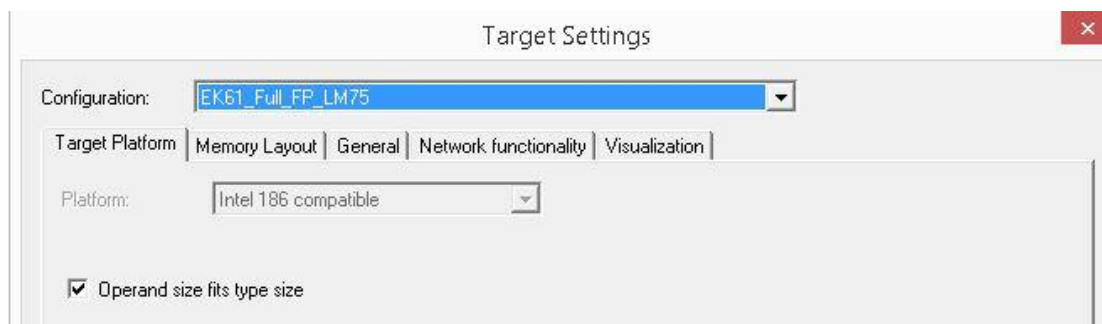 Target Settings
Configuration: EK61_Full_FP_LM75
Target Platform Memory Layout General Network functionality Visualization
Platform: Intel 186 compatible
Operand size fits type size